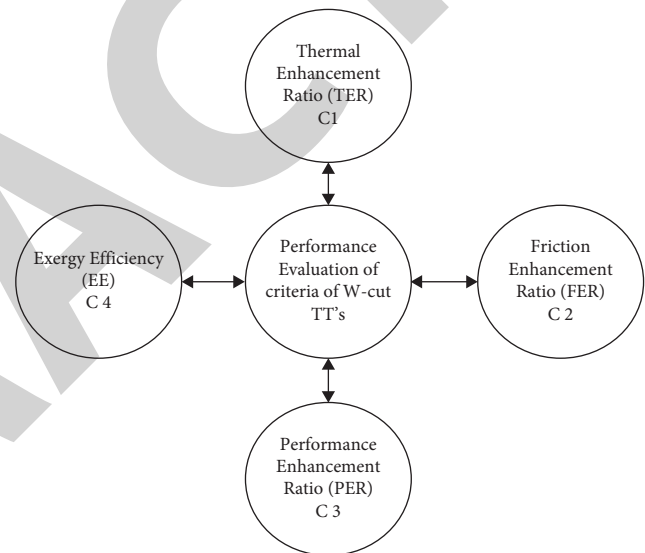 Thermal
Enhancement
Ratio (TER)
C1
Exergy Efficiency
(EE)
C 4
Performance
Evaluation of
criteria of W-cut
TT's
Friction
Enhancement
Ratio (FER)
C 2
Performance
Enhancement
Ratio (PER)
C 3